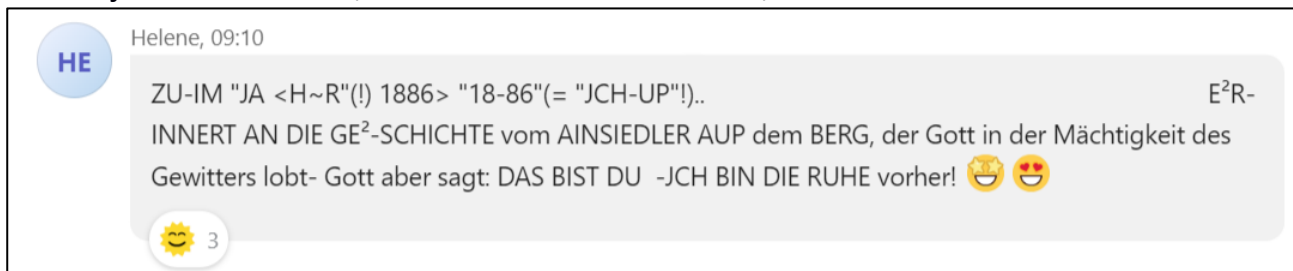 Helene, 09:10
HE
ZU-IM "JA <H~R"(!) 1886> "18-86"(= "JCH-UP"!).. E²R-
INNERT AN DIE GE²-SCHICHTE vom AINSIEDLER AUP dem BERG, der Gott in der Mächtigkeit des
Gewitters lobt- Gott aber sagt: DAS BIST DU -JCH BIN DIE RUHE vorher! 🤩 😍
3